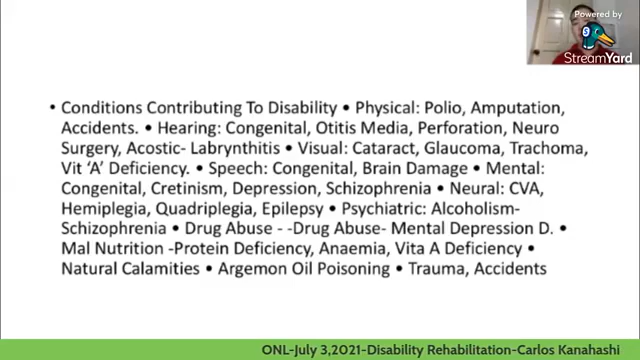 Powered by
StreamYard
• Conditions Contributing To Disability • Physical: Polio, Amputation,
Accidents. • Hearing: Congenital, Otitis Media, Perforation, Neuro
Surgery, Acostic- Labrynthitis • Visual: Cataract, Glaucoma, Trachoma,
Vit ‘A’ Deficiency. • Speech: Congenital, Brain Damage • Mental:
Congenital, Cretinism, Depression, Schizophrenia • Neural: CVA,
Hemiplegia, Quadriplegia, Epilepsy • Psychiatric: Alcoholism-
Schizophrenia • Drug Abuse - -Drug Abuse- Mental Depression D. •
Mal Nutrition -Protein Deficiency, Anaemia, Vita A Deficiency •
Natural Calamities • Argemon Oil Poisoning • Trauma, Accidents
ONL-July 3,2021-Disability Rehabilitation-Carlos Kanahashi